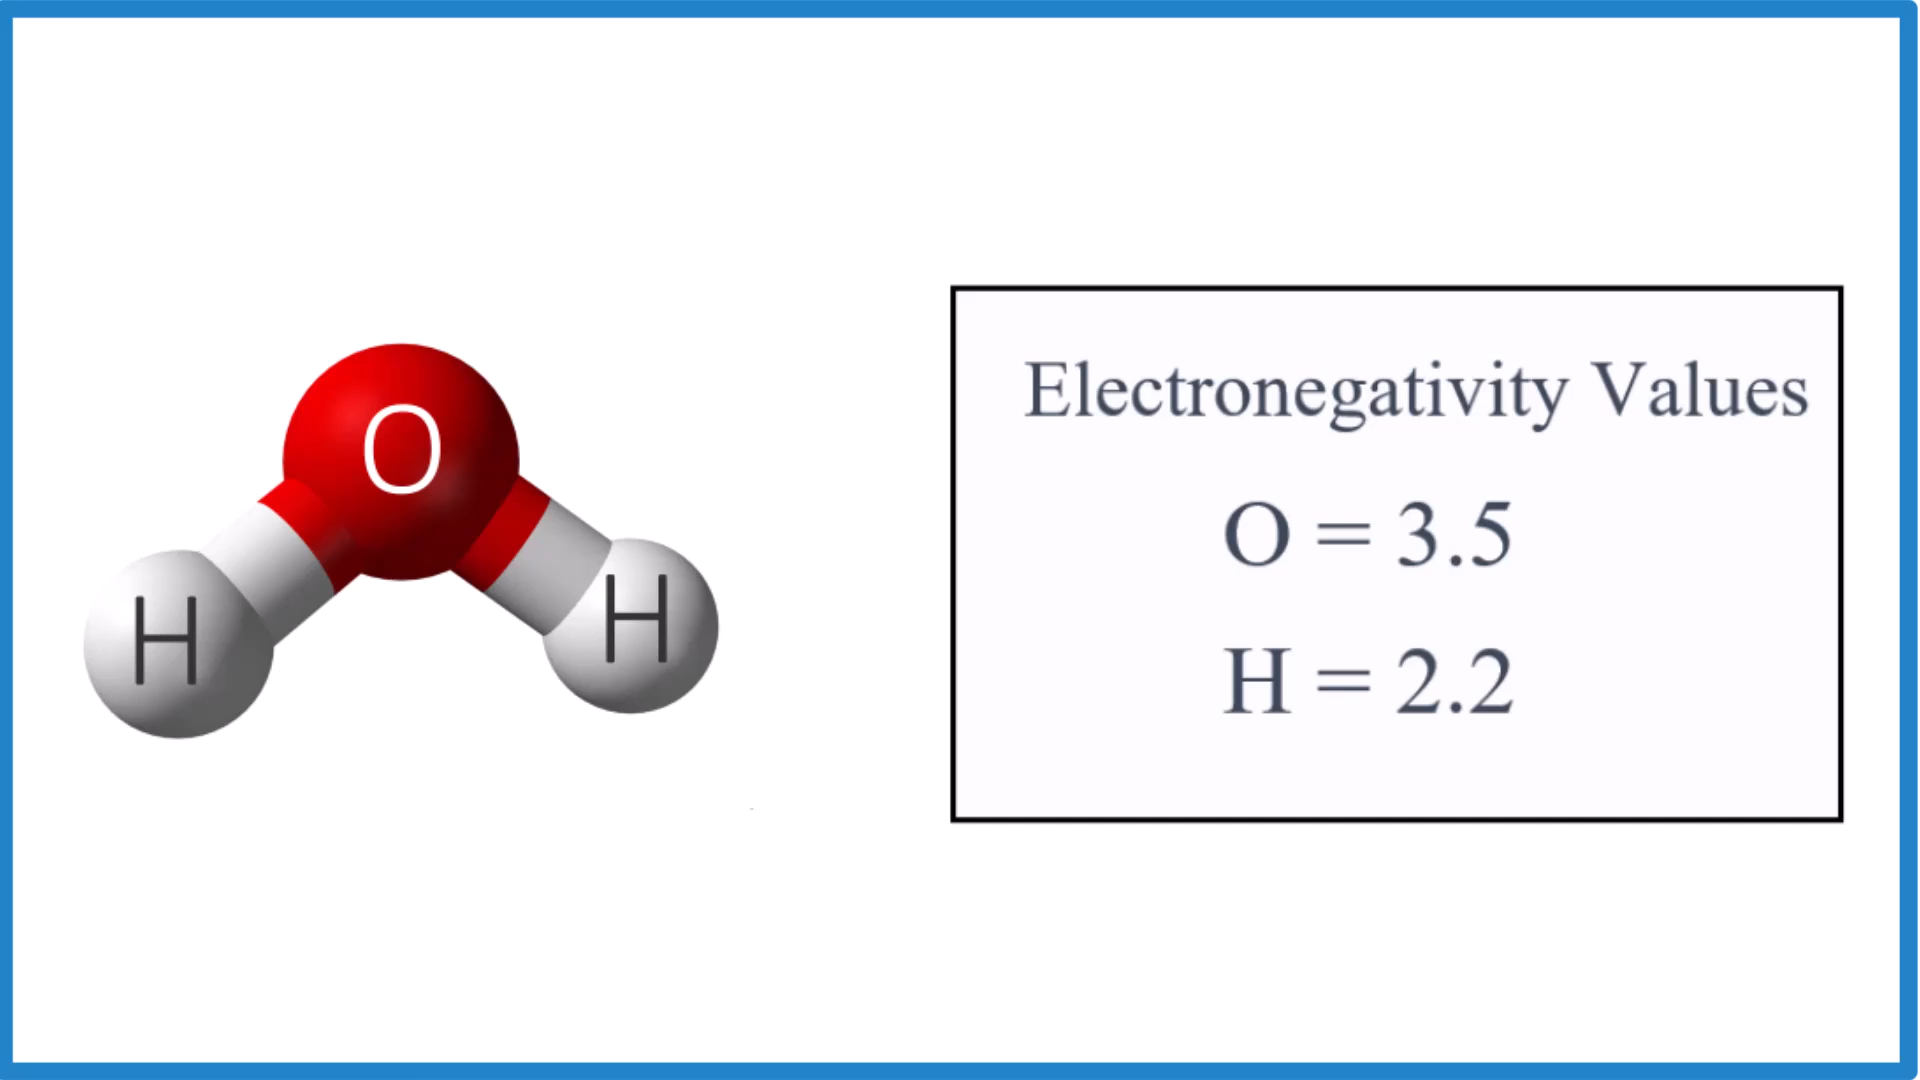 O
H
H
Electronegativity Values
O = 3.5
H = 2.2